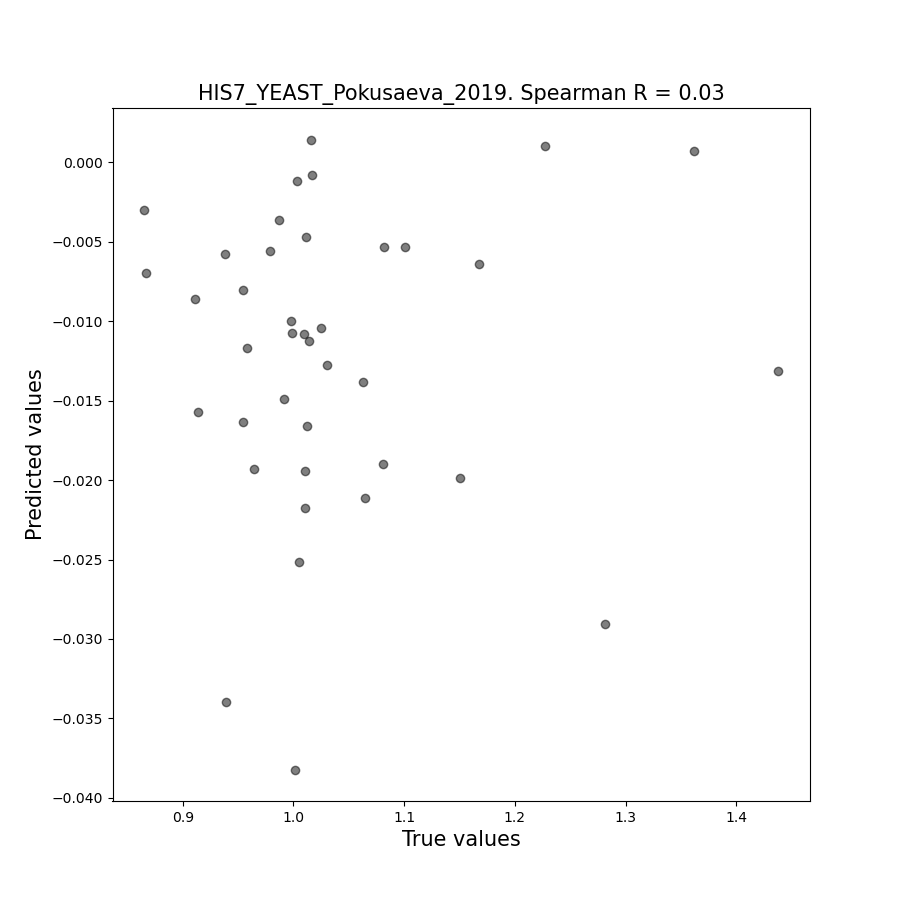 HIS7_YEAST_Pokusaeva_2019. Spearman R = 0.03
0.000
−0.005
−0.010
−0.015
−0.020
−0.025
−0.030
−0.035
−0.040
Predicted values
0.9 1.0 1.1 1.2 1.3 1.4
True values